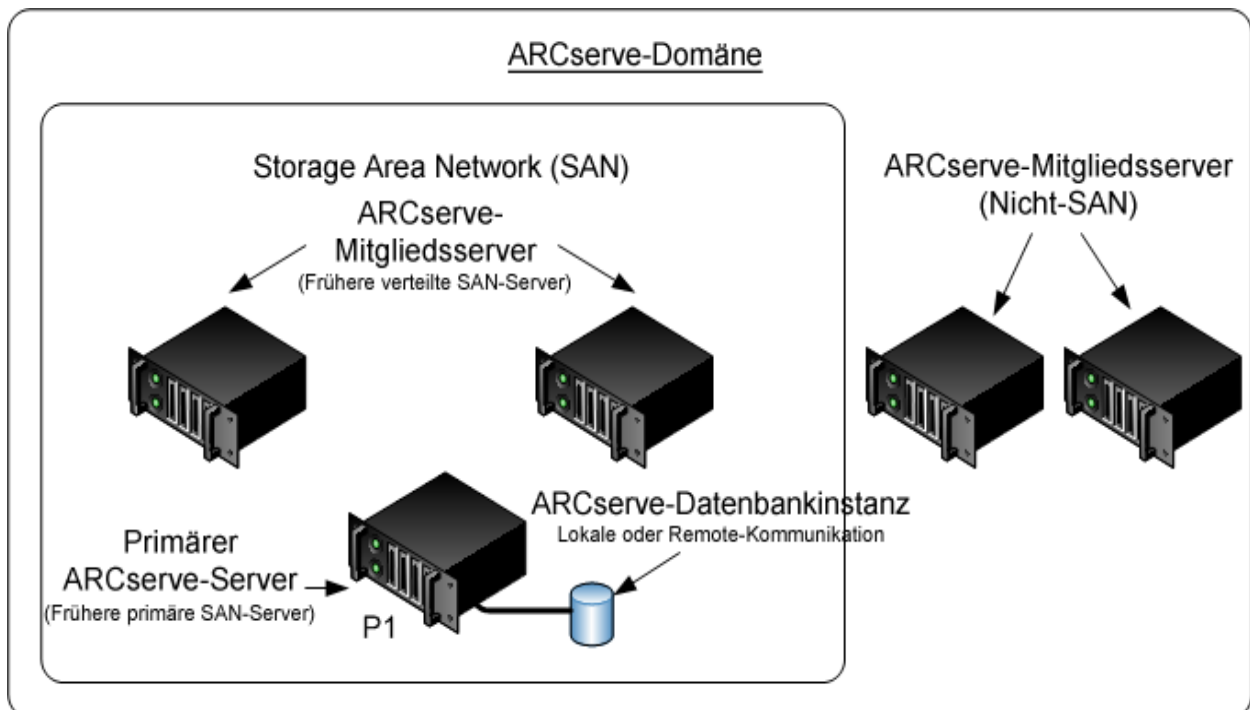 ARCserve-Domäne
Storage Area Network (SAN)
ARCserve-
Mitgliedsserver
(Frühere verteilte SAN-Server)
ARCserve-Mitgliedsserver
(Nicht-SAN)
Primärer
ARCserve-Server
(Frühere primäre SAN-Server)
P1
ARCserve-Datenbankinstanz
Lokale oder Remote-Kommunikation